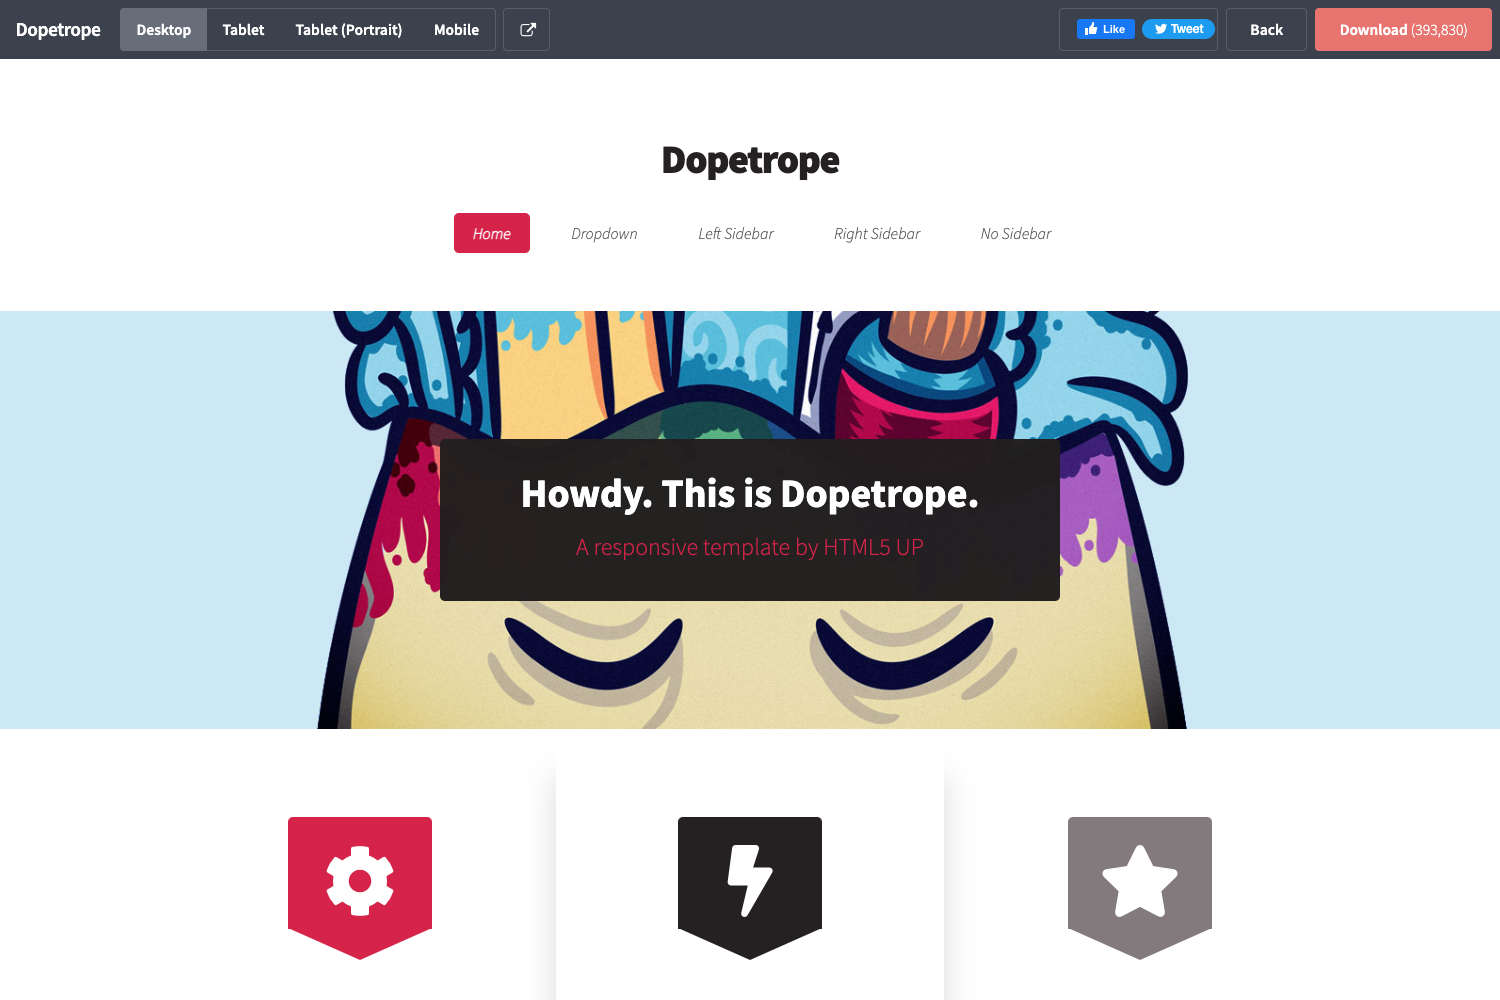 Dopetrope Desktop Tablet Tablet (Portrait) Mobile Like Tweet Back Download (393,830)
Dopetrope
Home Dropdown Left Sidebar Right Sidebar No Sidebar
Howdy. This is Dopetrope.
A responsive template by HTML5 UP